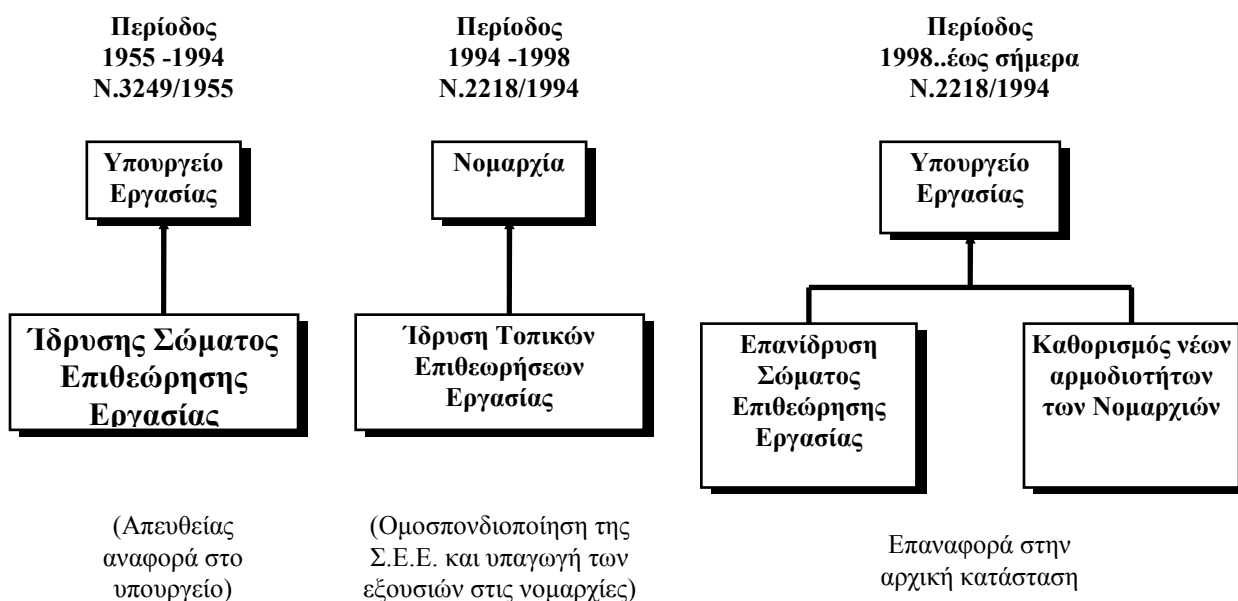 Περίοδος
1955 -1994
Ν.3249/1955
Υπουργείο
Εργασίας
Ίδρυσης Σώματος
Επιθεώρησης
Εργασίας
(Απευθείας
αναφορά στο
υπουργείο)
Περίοδος
1994 -1998
Ν.2218/1994
Νομαρχία
Ίδρυση Τοπικών
Επιθεωρήσεων
Εργασίας
(Ομοσπονδιοποίηση της
Σ.Ε.Ε. και υπαγωγή των
εξουσιών στις νομαρχίες)
Περίοδος
1998..έως σήμερα
Ν.2218/1994
Υπουργείο
Εργασίας
Επανίδρυση
Σώματος
Επιθεώρησης
Εργασίας
Καθορισμός νέων
αρμοδιοτήτων
των Νομαρχιών
Επαναφορά στην
αρχική κατάσταση